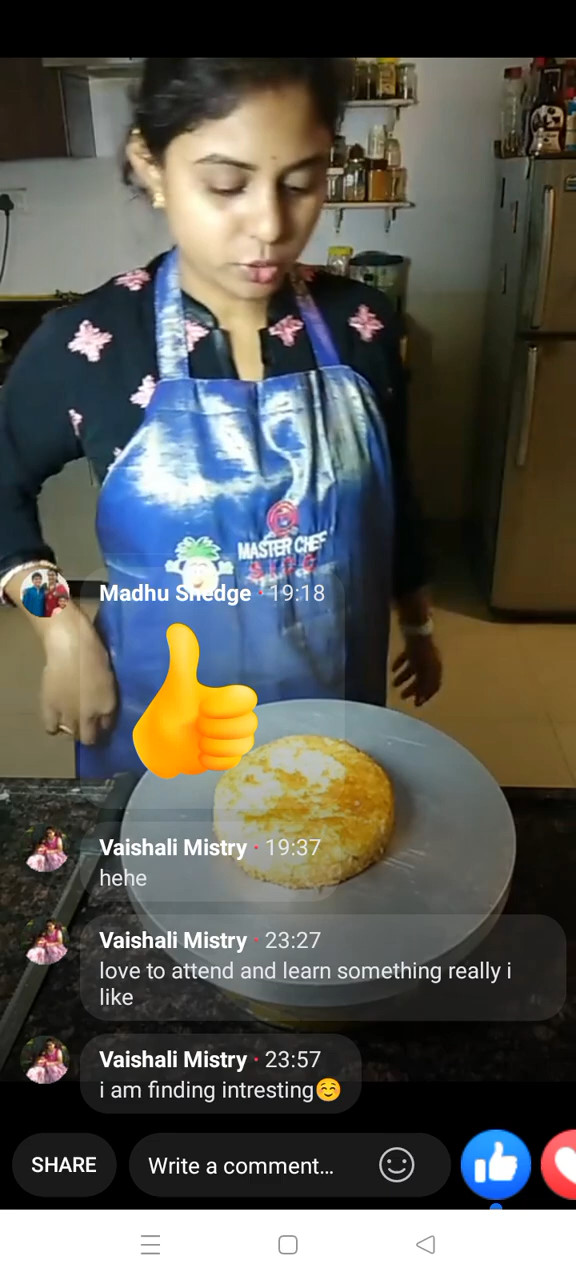 MASTER CHEF
Madhu Shedge · 19:18
Vaishali Mistry · 19:37
hehe
Vaishali Mistry · 23:27
love to attend and learn something really i
like
Vaishali Mistry · 23:57
i am finding intresting☺️
SHARE
Write a comment...